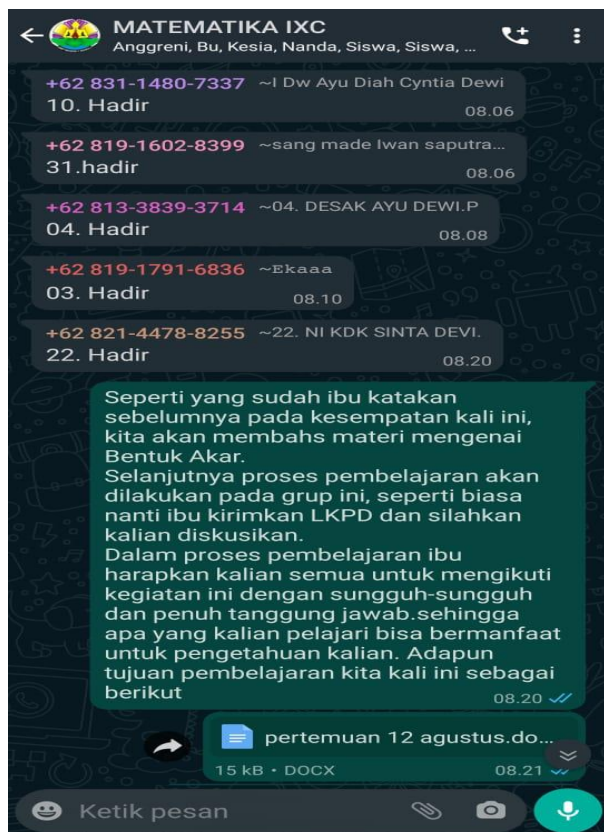 MATEMATIKA IXC
Anggreni, Bu, Kesia, Nanda, Siswa, Siswa, ...
+62 831-1480-7337 ~I Dw Ayu Diah Cyntia Dewi
10. Hadir
08.06
+62 819-1602-8399 ~sang made Iwan saputra...
31.hadir
08.06
+62 813-3839-3714 ~04. DESAK AYU DEWI.P
04. Hadir
08.08
+62 819-1791-6836 ~Ekaaa
03. Hadir
08.10
+62 821-4478-8255 ~22. NI KDK SINTA DEVI.
22. Hadir
08.20
Seperti yang sudah ibu katakan
sebelumnya pada kesempatan kali ini,
kita akan membahs materi mengenai
Bentuk Akar.
Selanjutnya proses pembelajaran akan
dilakukan pada grup ini, seperti biasa
nanti ibu kirimkan LKPD dan silahkan
kalian diskusikan.
Dalam proses pembelajaran ibu
harapkan kalian semua untuk mengikuti
kegiatan ini dengan sungguh-sungguh
dan penuh tanggung jawab.sehingga
apa yang kalian pelajari bisa bermanfaat
untuk pengetahuan kalian. Adapun
tujuan pembelajaran kita kali ini sebagai
berikut
08.20
pertemuan 12 agustus.do...
15 kB • DOCX
08.21
Ketik pesan